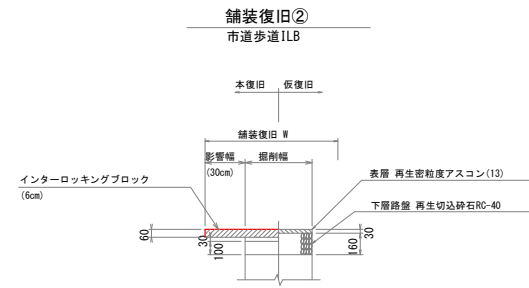 舗装復旧②
市道歩道ILB
本復旧 仮復旧
舗装復旧 W
影響幅 掘削幅
(30cm)
インターロッキングブロック
(6cm)
表層 再生密粒度アスコン(13)
下層路盤 再生切込砕石RC-40
60
30
100
30
160